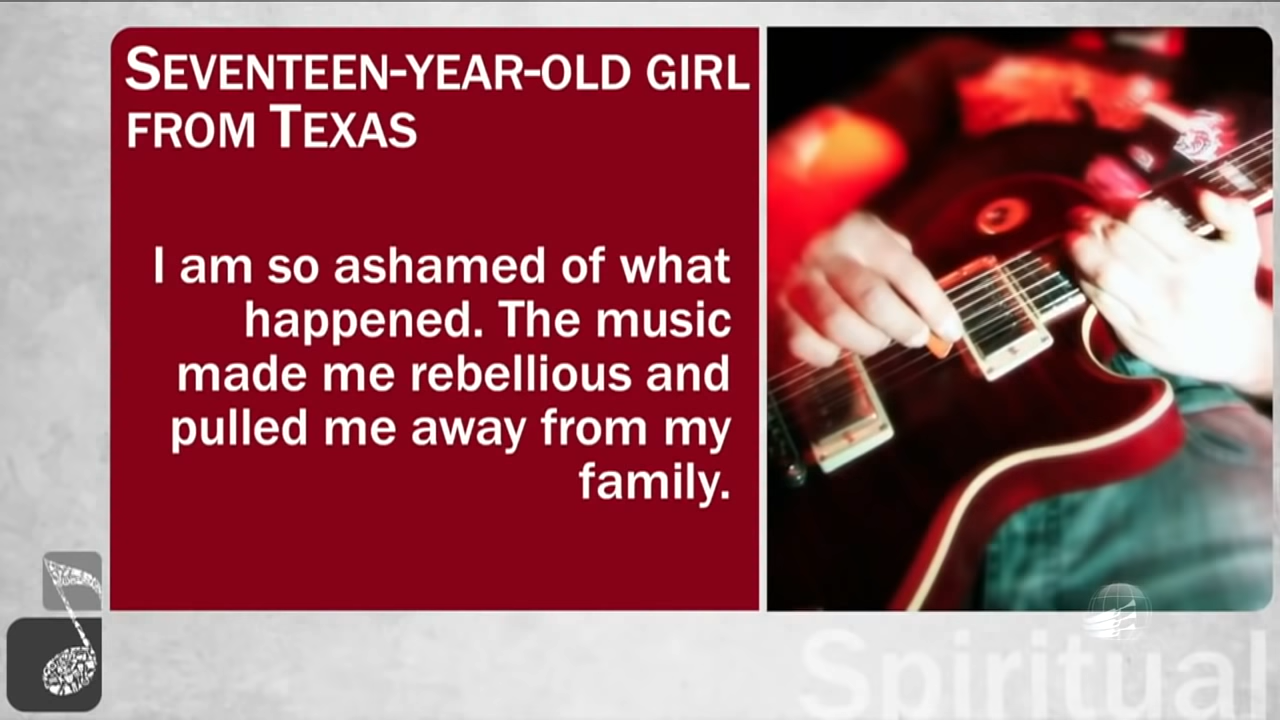 SEVENTEEN-YEAR-OLD GIRL
FROM TEXAS
I am so ashamed of what
happened. The music
made me rebellious and
pulled me away from my
family.
Spiritual